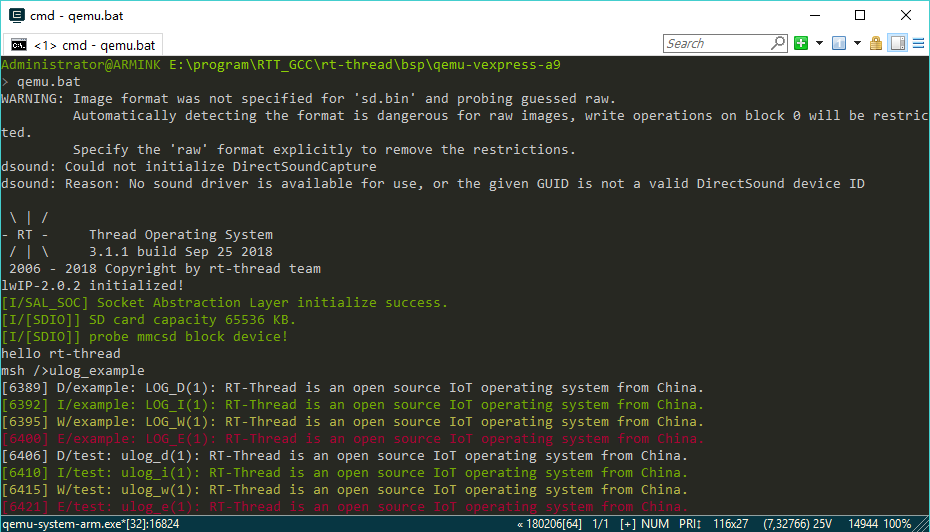 cmd - qemu.bat
<1> cmd - qemu.bat
Search
Administrator@ARMINK E:\program\RTT_GCC\rt-thread\bsp\qemu-vexpress-a9
> qemu.bat
WARNING: Image format was not specified for 'sd.bin' and probing guessed raw.
Automatically detecting the format is dangerous for raw images, write operations on block 0 will be restric
ted.
Specify the 'raw' format explicitly to remove the restrictions.
dsound: Could not initialize DirectSoundCapture
dsound: Reason: No sound driver is available for use, or the given GUID is not a valid DirectSound device ID
\ | /
- RT -     Thread Operating System
/ | \     3.1.1 build Sep 25 2018
2006 - 2018 Copyright by rt-thread team
lwIP-2.0.2 initialized!
[I/SAL_SOC] Socket Abstraction Layer initialize success.
[I/[SDIO]] SD card capacity 65536 KB.
[I/[SDIO]] probe mmcsd block device!
hello rt-thread
msh />ulog_example
[6389] D/example: LOG_D(1): RT-Thread is an open source IoT operating system from China.
[6392] I/example: LOG_I(1): RT-Thread is an open source IoT operating system from China.
[6395] W/example: LOG_W(1): RT-Thread is an open source IoT operating system from China.
[6400] E/example: LOG_E(1): RT-Thread is an open source IoT operating system from China.
[6406] D/test: ulog_d(1): RT-Thread is an open source IoT operating system from China.
[6410] I/test: ulog_i(1): RT-Thread is an open source IoT operating system from China.
[6415] W/test: ulog_w(1): RT-Thread is an open source IoT operating system from China.
[6421] E/test: ulog_e(1): RT-Thread is an open source IoT operating system from China.
qemu-system-arm.exe*[32]:16824 « 180206[64] 1/1 [+] NUM PRI↕ 116x27 (7,32766) 25V 14944 100%